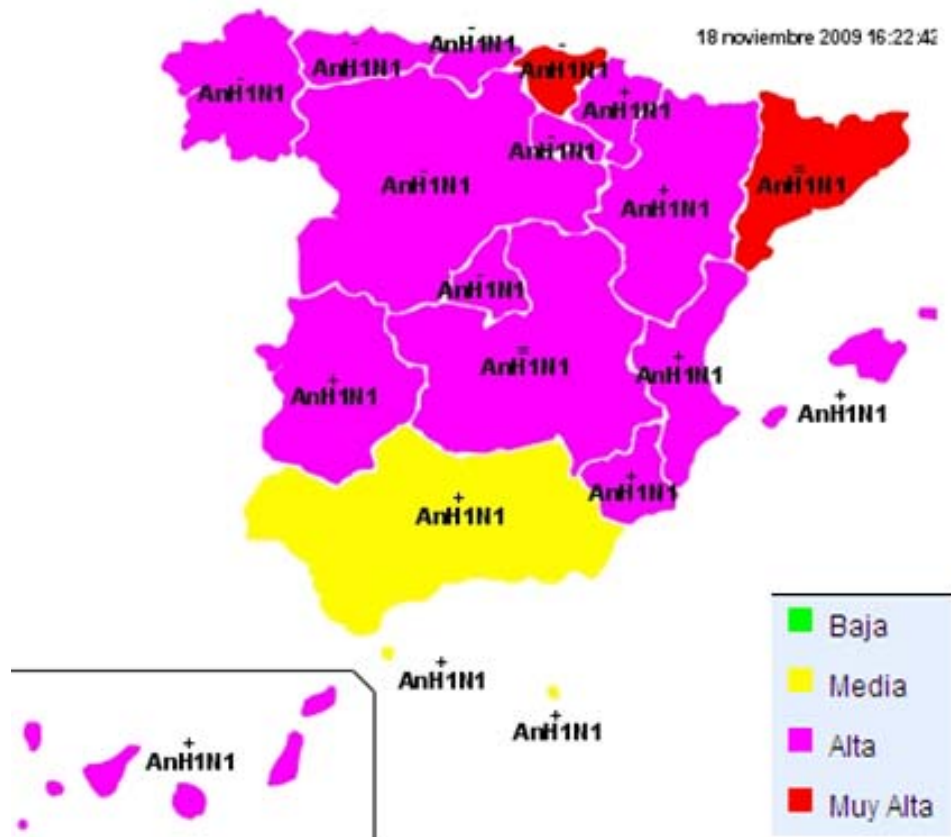 18 noviembre 2009 16:22:42
-
AnH1N1
-
AnH1N1
-
AnH1N1
-
AnH1N1
+
AnH1N1
-
AnH1N1
-
AnH1N1
=
AnH1N1
+
AnH1N1
-
AnH1N1
=
AnH1N1
+
AnH1N1
+
AnH1N1
+
AnH1N1
+
AnH1N1
+
AnH1N1
+
AnH1N1
+
AnH1N1
+
AnH1N1
Baja
Media
Alta
Muy Alta